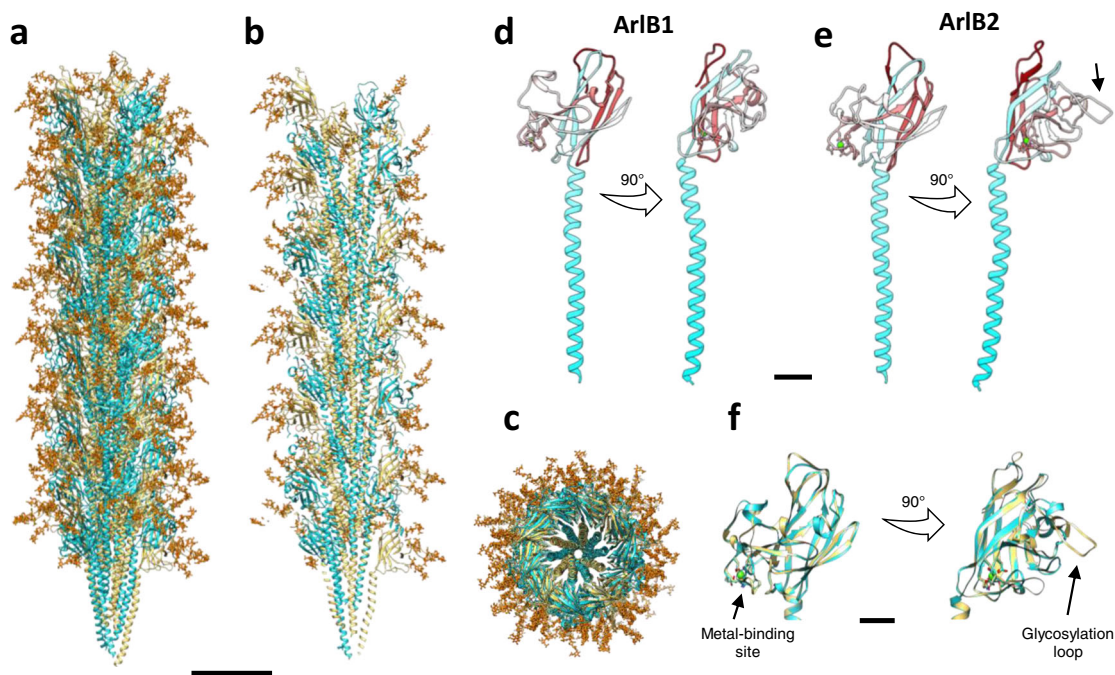 a
b
d
ArlB1
e
ArlB2
90°
90°
c
f
90°
Metal-binding
site
Glycosylation
loop